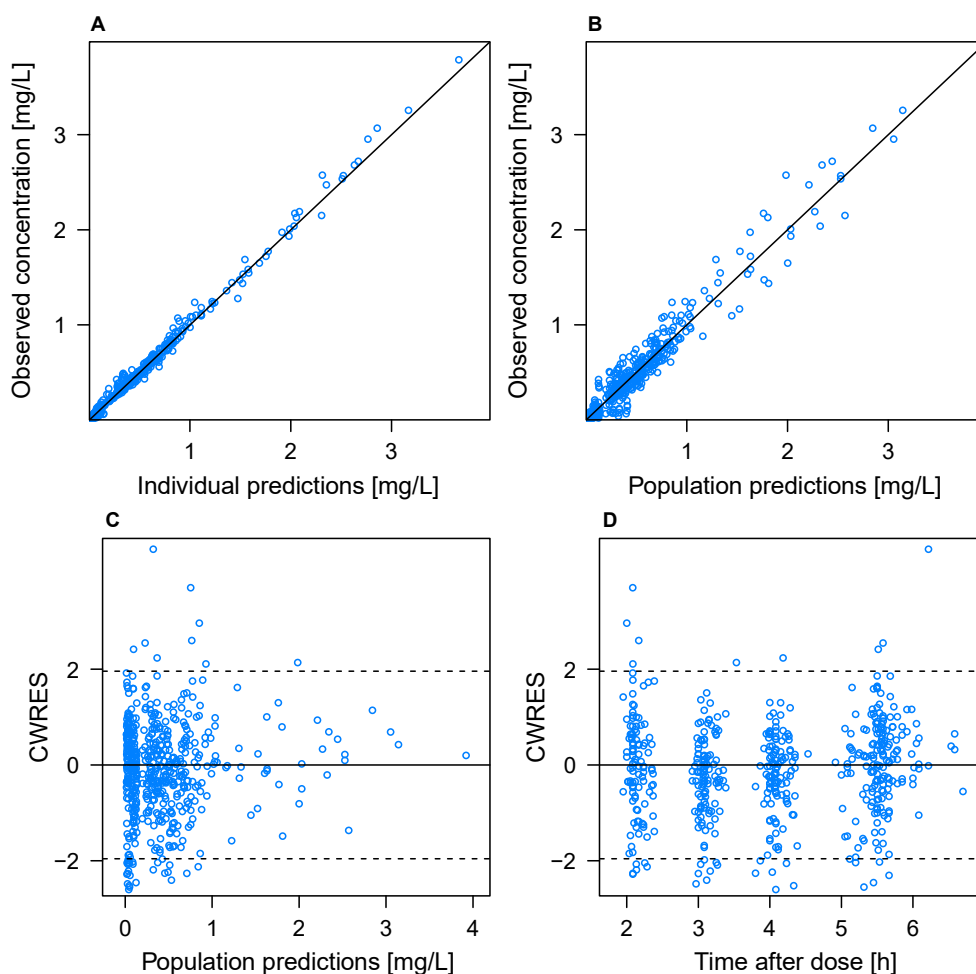 A
Observed concentration [mg/L]
3
2
1
1 2 3
Individual predictions [mg/L]
B
Observed concentration [mg/L]
3
2
1
1 2 3
Population predictions [mg/L]
C
CWRES
2
0
−2
0 1 2 3 4
Population predictions [mg/L]
D
CWRES
2
0
−2
2 3 4 5 6
Time after dose [h]